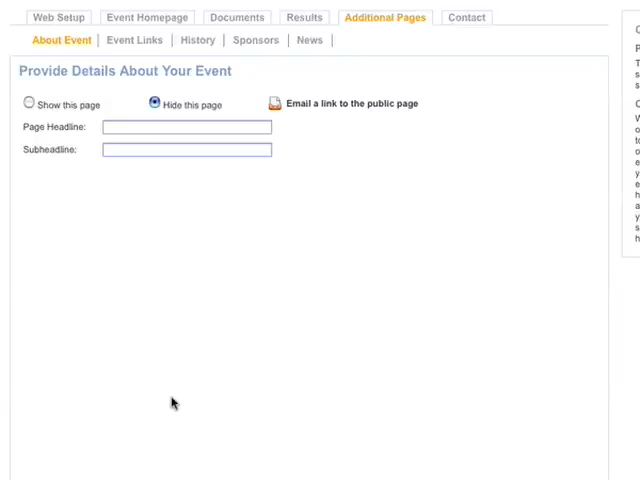 Web Setup Event Homepage Documents Results Additional Pages Contact
About Event Event Links History Sponsors News
Provide Details About Your Event
Show this page Hide this page Email a link to the public page
Page Headline:
Subheadline: